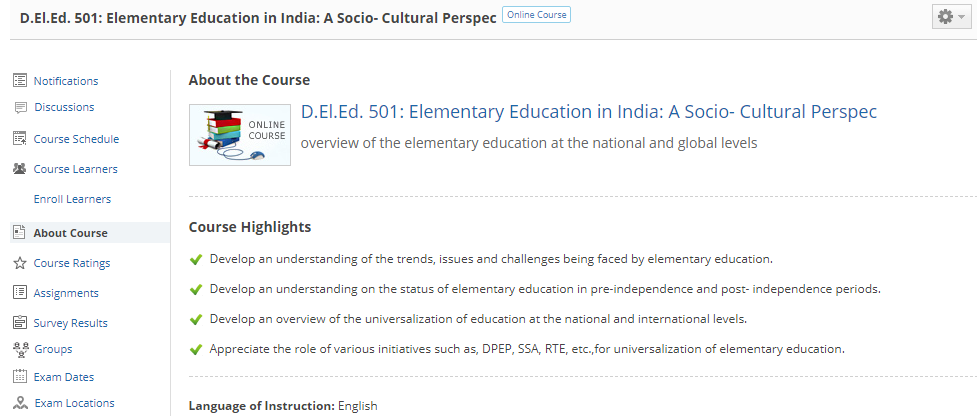 D.El.Ed. 501: Elementary Education in India: A Socio- Cultural Perspec Online Course
Notifications
Discussions
Course Schedule
Course Learners
Enroll Learners
About Course
Course Ratings
Assignments
Survey Results
Groups
Exam Dates
Exam Locations
About the Course
ONLINE
COURSE
D.El.Ed. 501: Elementary Education in India: A Socio- Cultural Perspec
overview of the elementary education at the national and global levels
Course Highlights
Develop an understanding of the trends, issues and challenges being faced by elementary education.
Develop an understanding on the status of elementary education in pre-independence and post- independence periods.
Develop an overview of the universalization of education at the national and international levels.
Appreciate the role of various initiatives such as, DPEP, SSA, RTE, etc.,for universalization of elementary education.
Language of Instruction: English